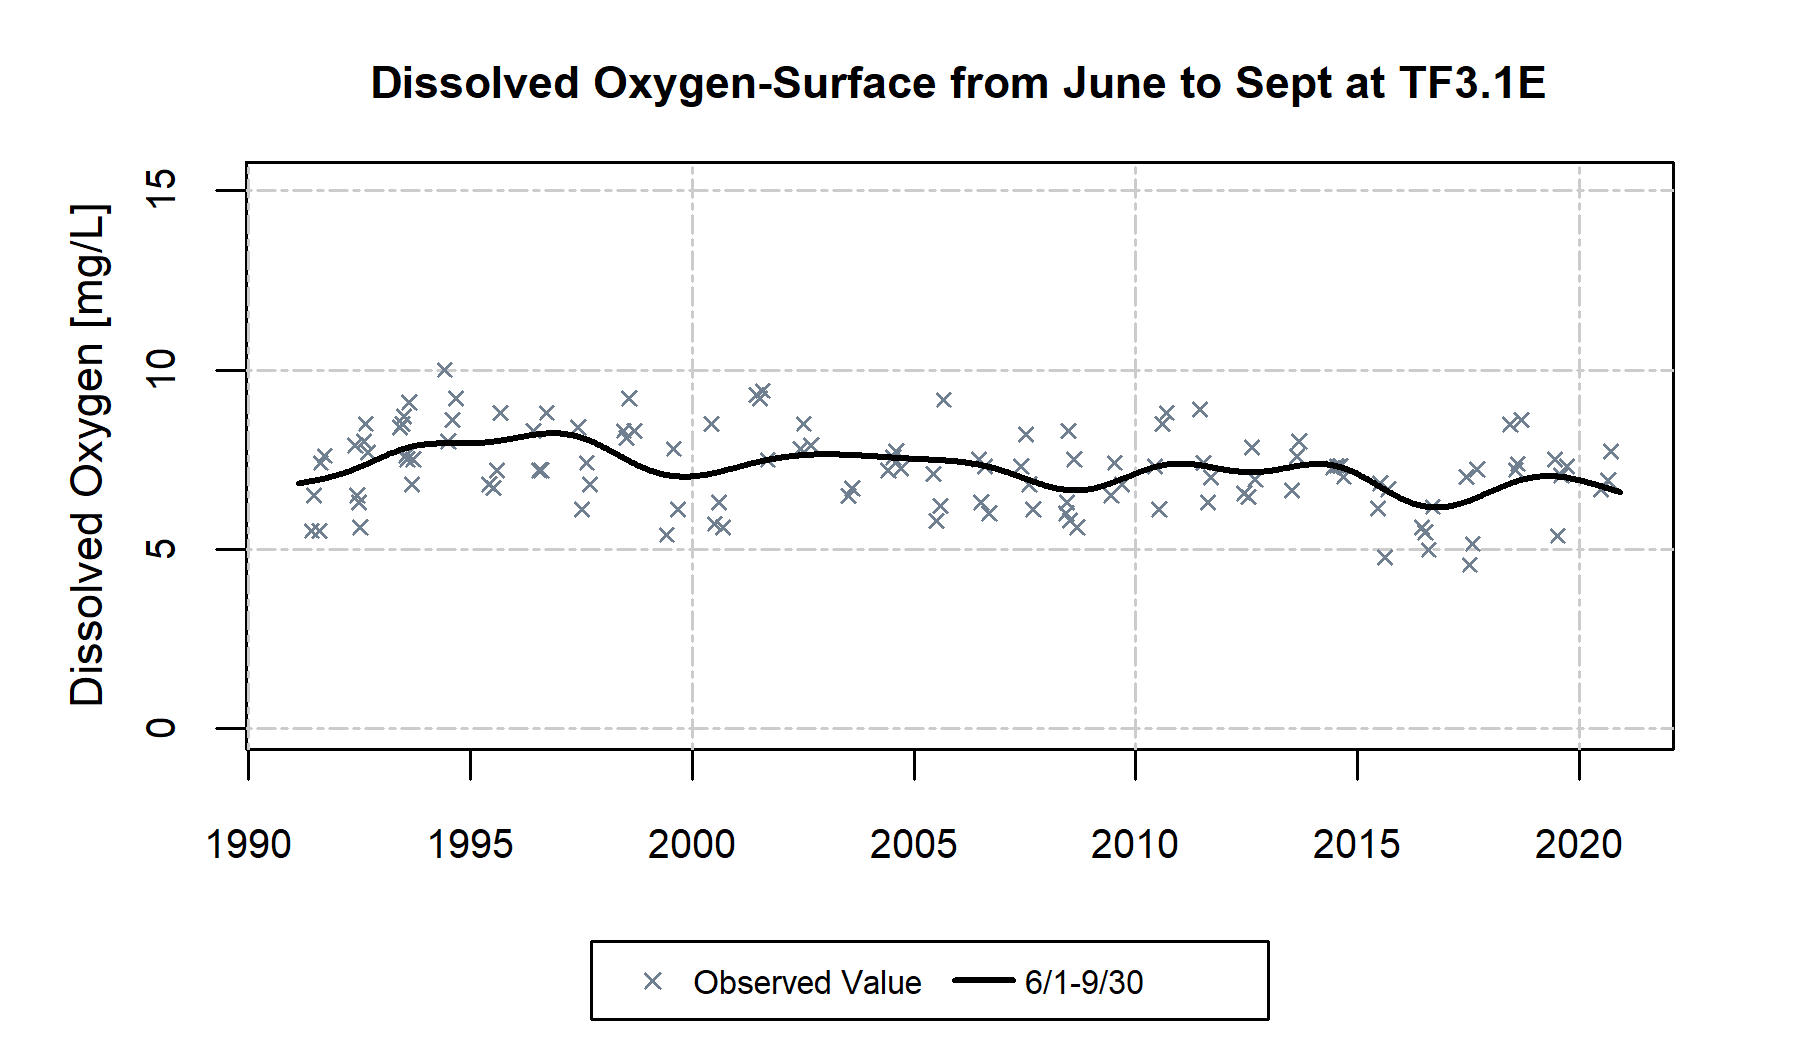 Dissolved Oxygen-Surface from June to Sept at TF3.1E
Dissolved Oxygen [mg/L]
15
10
5
0
1990 1995 2000 2005 2010 2015 2020
Observed Value 6/1-9/30